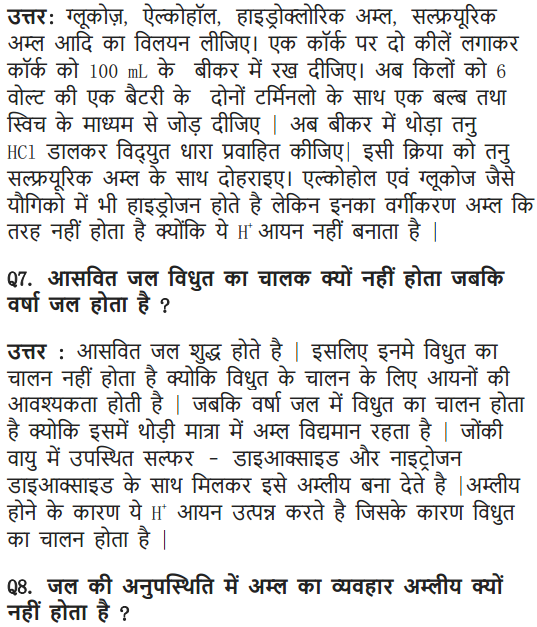 उत्तर: ग्लूकोज़, ऐल्कोहॉल, हाइड्रोक्लोरिक अम्ल, सल्फ्रयूरिक
अम्ल आदि का विलयन लीजिए। एक कॉर्क पर दो कीलें लगाकर
कॉर्क को 100 mL के बीकर में रख दीजिए। अब किलों को 6
वोल्ट की एक बैटरी के दोनों टर्मिनलो के साथ एक बल्ब तथा
स्विच के माध्यम से जोड़ दीजिए | अब बीकर में थोड़ा तनु
HCl डालकर विद्युत धारा प्रवाहित कीजिए| इसी क्रिया को तनु
सल्फ्रयूरिक अम्ल के साथ दोहराइए। एल्कोहोल एवं ग्लूकोज जैसे
यौगिको में भी हाइड्रोजन होते है लेकिन इनका वर्गीकरण अम्ल कि
तरह नहीं होता है क्योंकि ये H⁺ आयन नहीं बनाता है |
Q7. आसवित जल विधुत का चालक क्यों नहीं होता जबकि
वर्षा जल होता है ?
उत्तर : आसवित जल शुद्ध होते है | इसलिए इनमे विधुत का
चालन नहीं होता है क्योकि विधुत के चालन के लिए आयनों की
आवश्यकता होती है | जबकि वर्षा जल में विधुत का चालन होता
है क्योकि इसमें थोड़ी मात्रा में अम्ल विद्यमान रहता है | जोंकी
वायु में उपस्थित सल्फर - डाइआक्साइड और नाइट्रोजन
डाइआक्साइड के साथ मिलकर इसे अम्लीय बना देते है |अम्लीय
होने के कारण ये H⁺ आयन उत्पन्न करते है जिसके कारण विधुत
का चालन होता है |
Q8. जल की अनुपस्थिति में अम्ल का व्यवहार अम्लीय क्यों
नहीं होता है ?